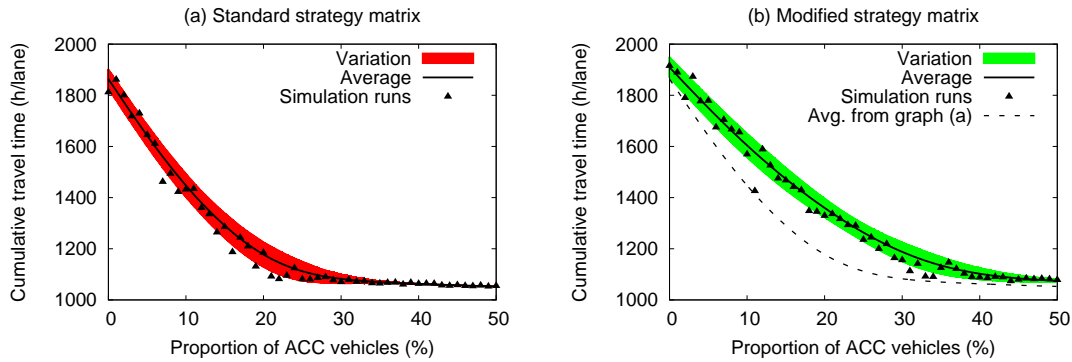 (a) Standard strategy matrix
Cumulative travel time (h/lane)
2000
1800
1600
1400
1200
1000
0 10 20 30 40 50
Proportion of ACC vehicles (%)
Variation
Average
Simulation runs
(b) Modified strategy matrix
Cumulative travel time (h/lane)
2000
1800
1600
1400
1200
1000
0 10 20 30 40 50
Proportion of ACC vehicles (%)
Variation
Average
Simulation runs
Avg. from graph (a)